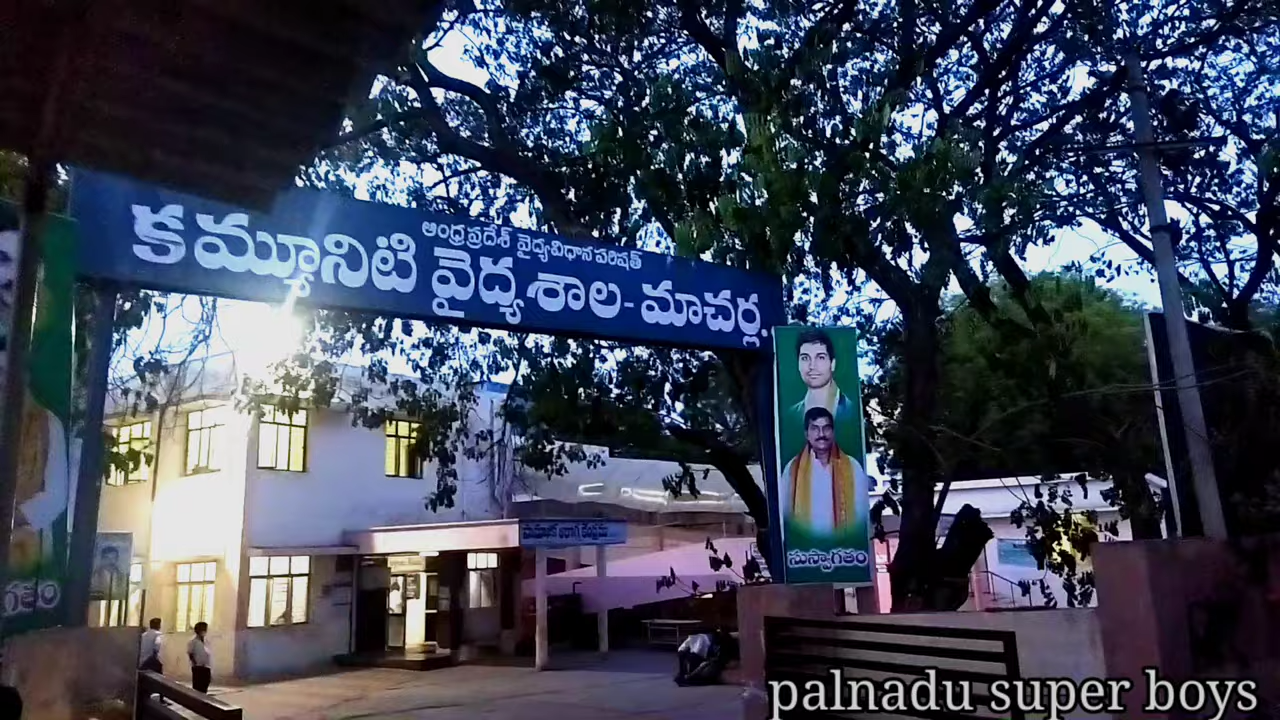 ఆంధ్రప్రదేశ్ వైద్యవిధాన పరిషత్
కమ్యూనిటి వైద్యశాల - మాచర్ల.
సుస్వాగతం
palnadu super boys